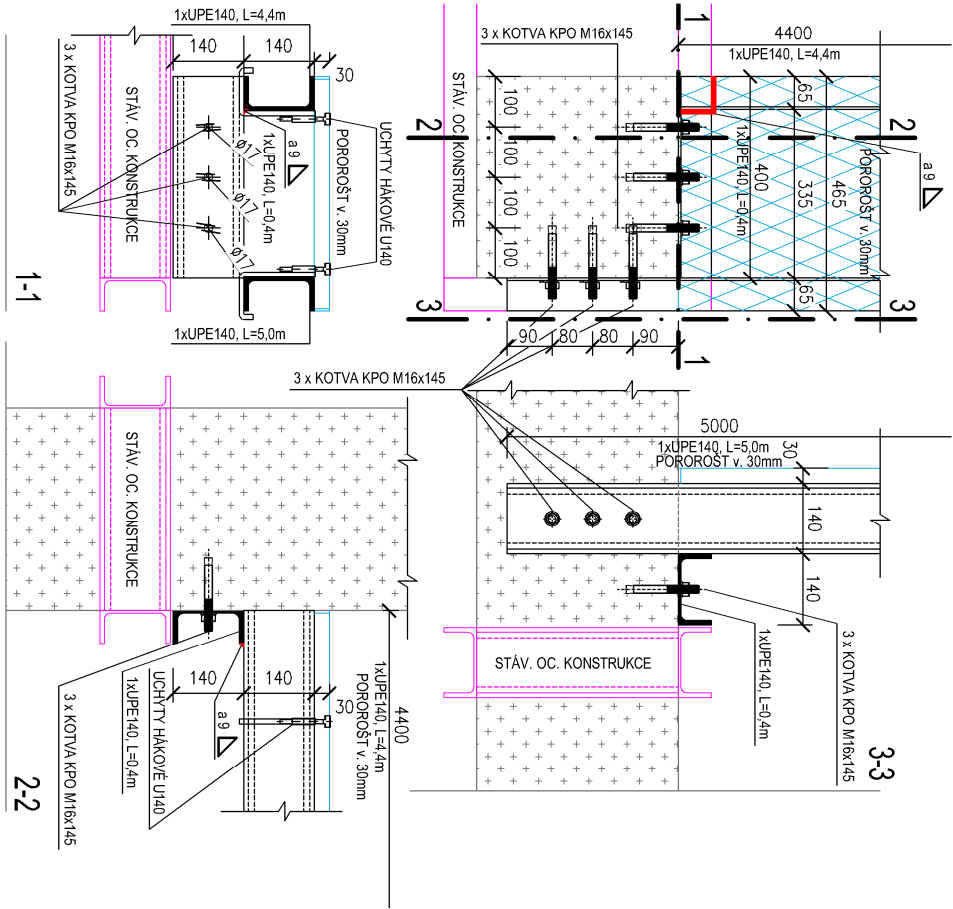 1xUPE140, L=4,4m
140
140
30
3 x KOTVA KPO M16x145
STÁV. OC. KONSTRUKCE
Ø17
Ø17
Ø17
a 9
1xUPE140, L=0,4m
POROROŠT v. 30mm
UCHYTY HÁKOVÉ U140
1xUPE140, L=5,0m
1-1
3 x KOTVA KPO M16x145
1
4400
1xUPE140, L=4,4m
STÁV. OC. KONSTRUKCE
100
100
100
100
2
2
65
400
1xUPE140, L=0,4m
335
465
POROROŠT v. 30mm
a 9
65
3
3
90
80
80
90
1
3 x KOTVA KPO M16x145
5000
1xUPE140, L=5,0m
POROROŠT v. 30mm
30
140
140
STÁV. OC. KONSTRUKCE
1xUPE140, L=0,4m
3 x KOTVA KPO M16x145
3-3
STÁV. OC. KONSTRUKCE
140
140
30
4400
1xUPE140, L=4,4m
POROROŠT v. 30mm
a 9
UCHYTY HÁKOVÉ U140
1xUPE140, L=0,4m
3 x KOTVA KPO M16x145
2-2